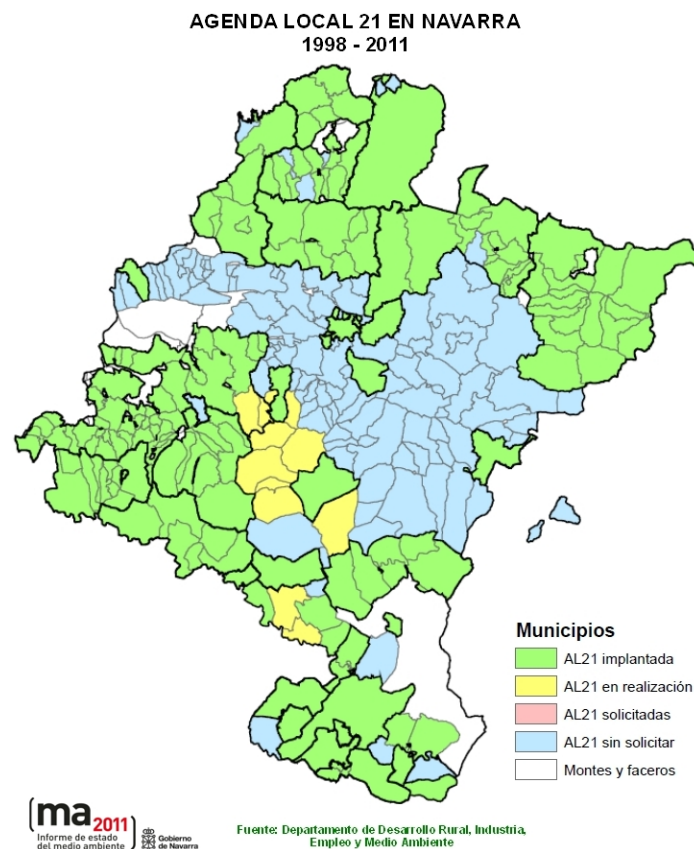 AGENDA LOCAL 21 EN NAVARRA
1998 - 2011
Municipios
AL21 implantada
AL21 en realización
AL21 solicitadas
AL21 sin solicitar
Montes y faceros
ma 2011
Informe de estado
del medio ambiente
Gobierno
de Navarra
Fuente: Departamento de Desarrollo Rural, Industria,
Empleo y Medio Ambiente